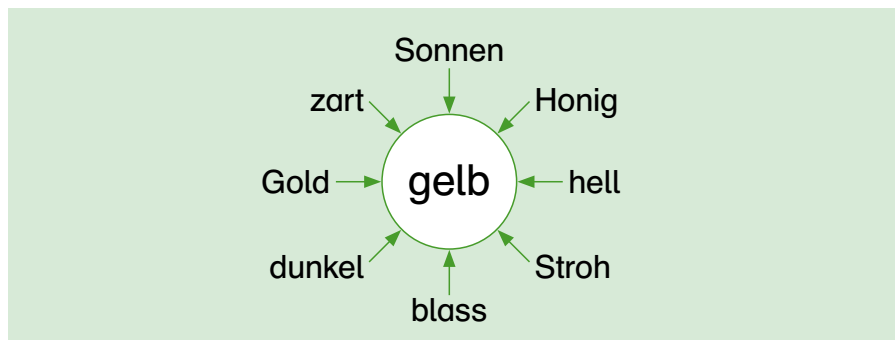 Sonnen
zart
Honig
Gold
gelb
hell
dunkel
Stroh
blass